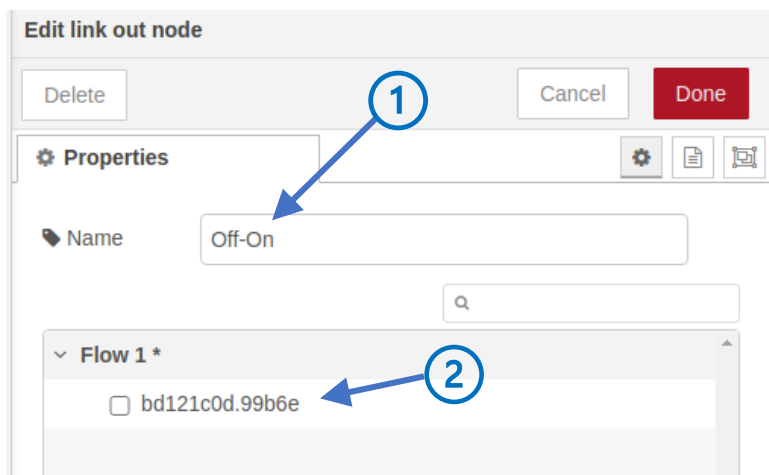 Edit link out node
Delete
1
Cancel
Done
Properties
Name
Off-On
Flow 1 *
2
bd121c0d.99b6e